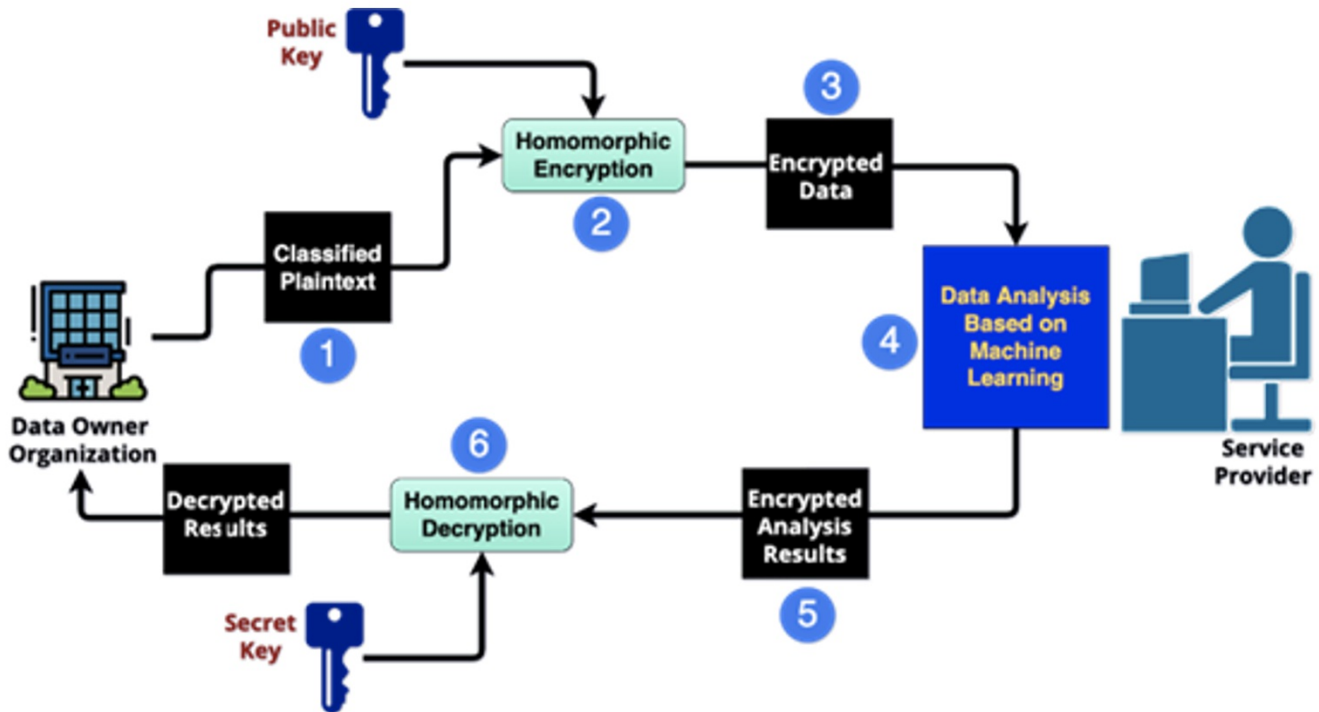 Public
Key
3
Homomorphic
Encryption
Encrypted
Data
2
Classified
Plaintext
1
Data Analysis
Based on
Machine
Learning
4
Data Owner
Organization
Service
Provider
6
Decrypted
Results
Homomorphic
Decryption
Encrypted
Analysis
Results
5
Secret
Key